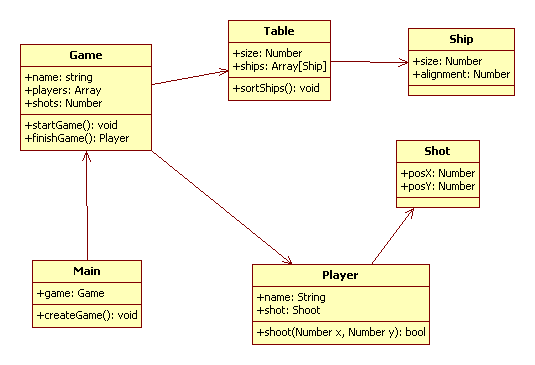 Game
+name: string
+players: Array
+shots: Number
+startGame(): void
+finishGame(): Player
Table
+size: Number
+ships: Array[Ship]
+sortShips(): void
Ship
+size: Number
+alignment: Number
Shot
+posX: Number
+posY: Number
Main
+game: Game
+createGame(): void
Player
+name: String
+shot: Shoot
+shoot(Number x, Number y): bool